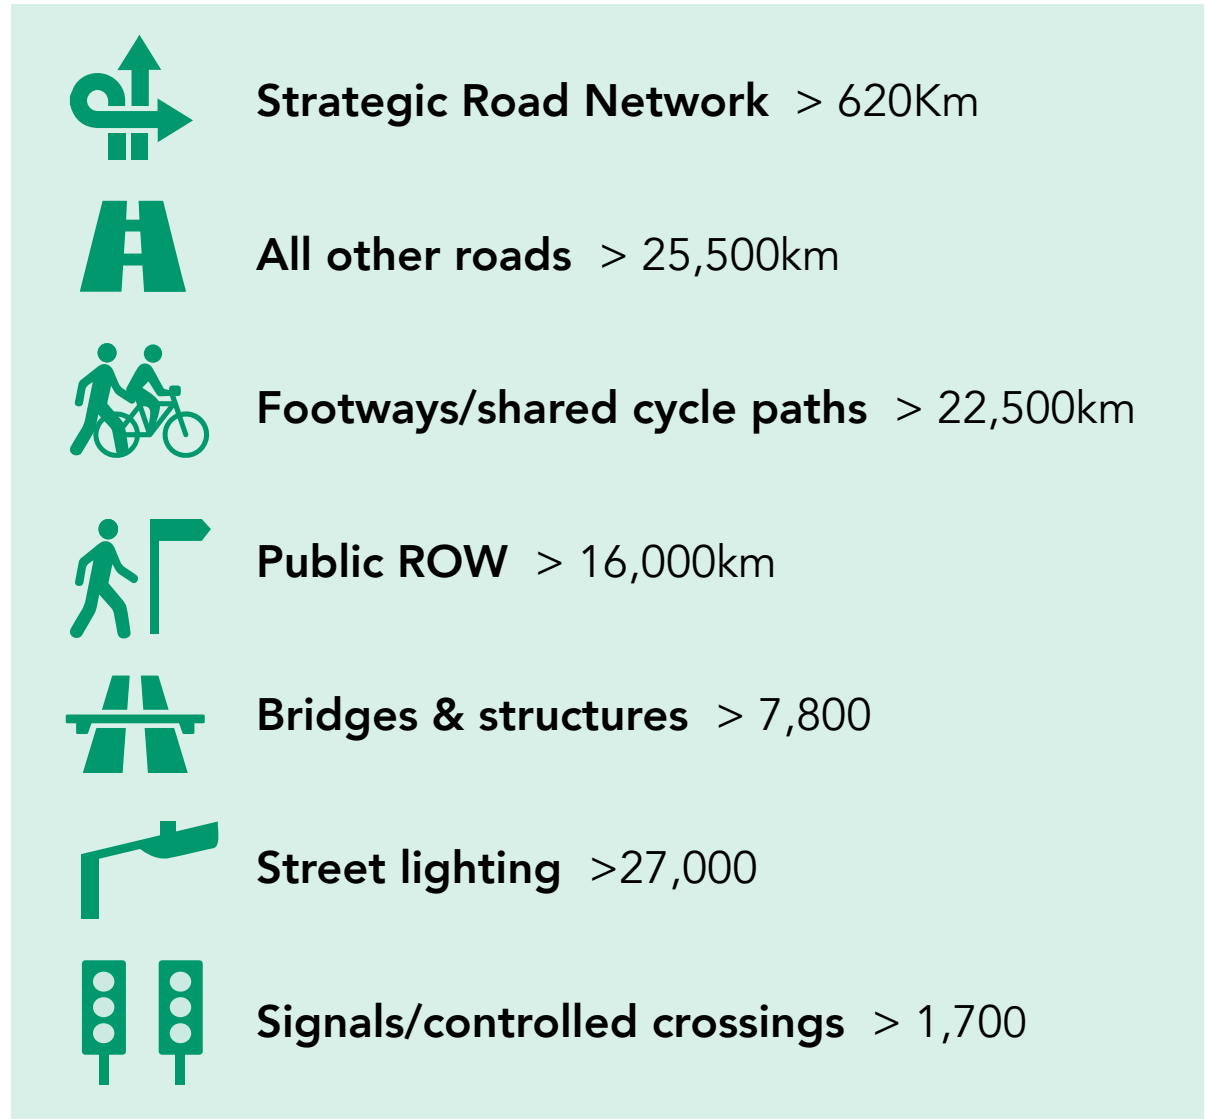 Strategic Road Network > 620Km
All other roads > 25,500km
Footways/shared cycle paths > 22,500km
Public ROW > 16,000km
Bridges & structures > 7,800
Street lighting >27,000
Signals/controlled crossings > 1,700